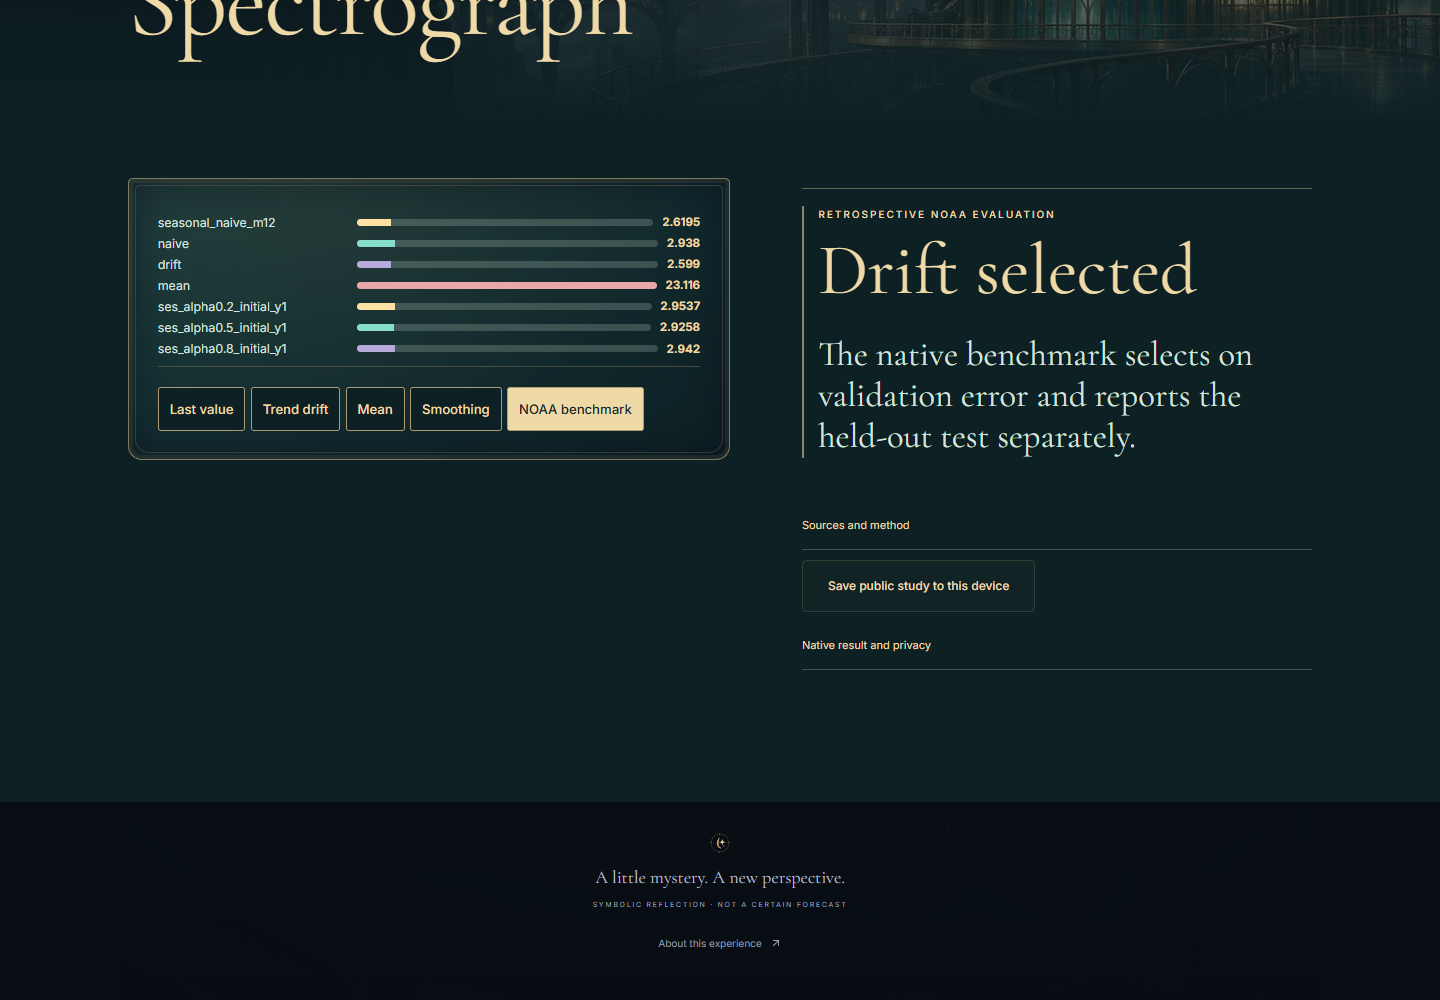 Spectrograph
seasonal_naive_m12 2.6195
naive 2.938
drift 2.599
mean 23.116
ses_alpha0.2_initial_y1 2.9537
ses_alpha0.5_initial_y1 2.9258
ses_alpha0.8_initial_y1 2.942
Last value Trend drift Mean Smoothing NOAA benchmark
RETROSPECTIVE NOAA EVALUATION
Drift selected
The native benchmark selects on
validation error and reports the
held-out test separately.
Sources and method
Save public study to this device
Native result and privacy
A little mystery. A new perspective.
SYMBOLIC REFLECTION · NOT A CERTAIN FORECAST
About this experience